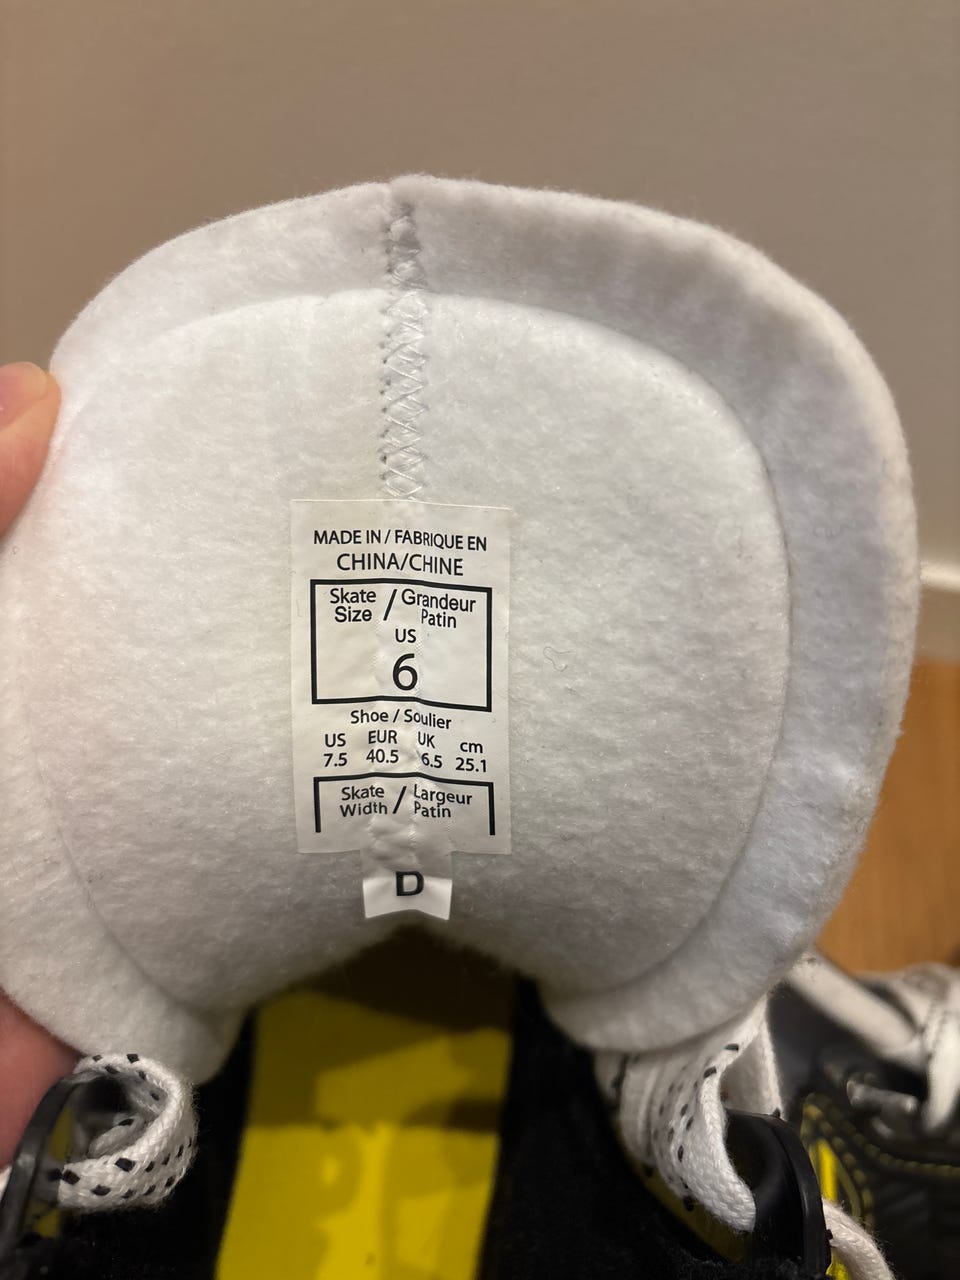 MADE IN / FABRIQUE EN
CHINA/CHINE
Skate Size / Grandeur Patin
US
6
Shoe / Soulier
US EUR UK cm
7.5 40.5 6.5 25.1
Skate Width / Largeur Patin
D